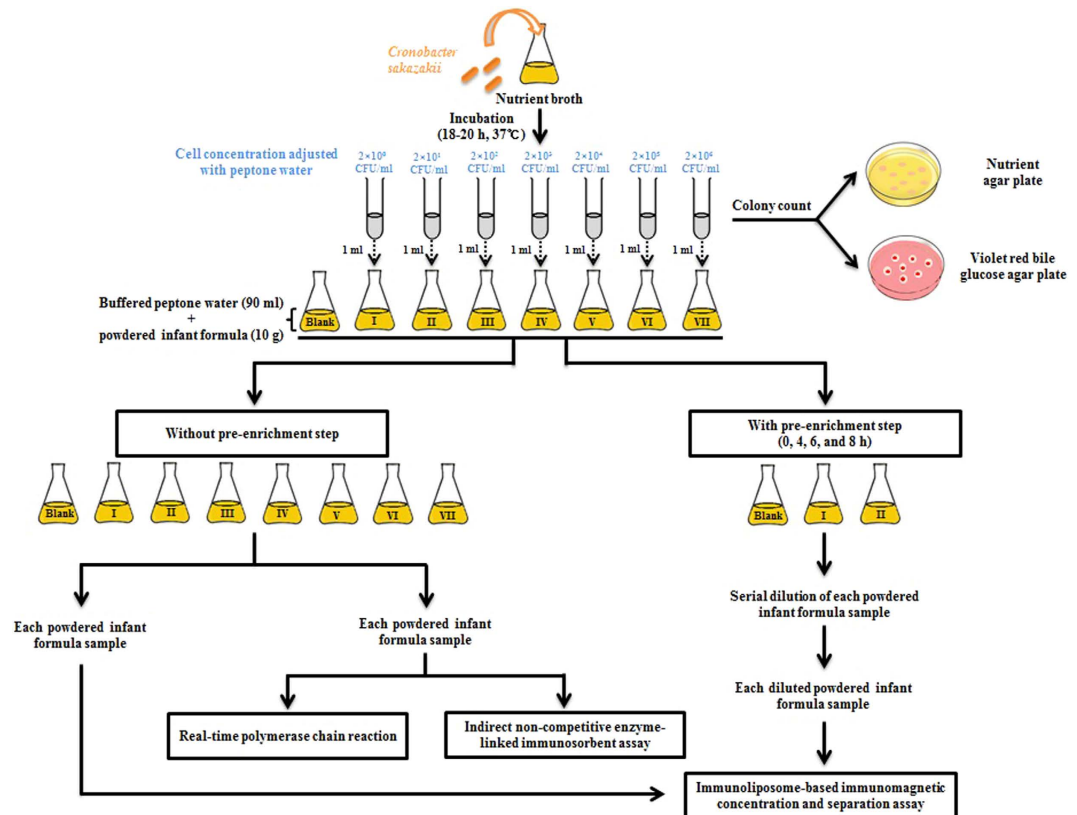 Cronobacter
sakazakii
Nutrient broth
Incubation
(18-20 h, 37℃)
Cell concentration adjusted
with peptone water
2×10⁰
CFU/ml
2×10¹
CFU/ml
2×10²
CFU/ml
2×10³
CFU/ml
2×10⁴
CFU/ml
2×10⁵
CFU/ml
2×10⁶
CFU/ml
Colony count
Nutrient
agar plate
Violet red bile
glucose agar plate
1 ml
1 ml
1 ml
1 ml
1 ml
1 ml
1 ml
Buffered peptone water (90 ml)
+
powdered infant formula (10 g)
Blank
I
II
III
IV
V
VI
VII
Without pre-enrichment step
With pre-enrichment step
(0, 4, 6, and 8 h)
Blank
I
II
III
IV
V
VI
VII
Blank
I
II
Each powdered infant
formula sample
Each powdered infant
formula sample
Serial dilution of each powdered
infant formula sample
Each diluted powdered infant
formula sample
Real-time polymerase chain reaction
Indirect non-competitive enzyme-
linked immunosorbent assay
Immunoliposome-based immunomagnetic
concentration and separation assay